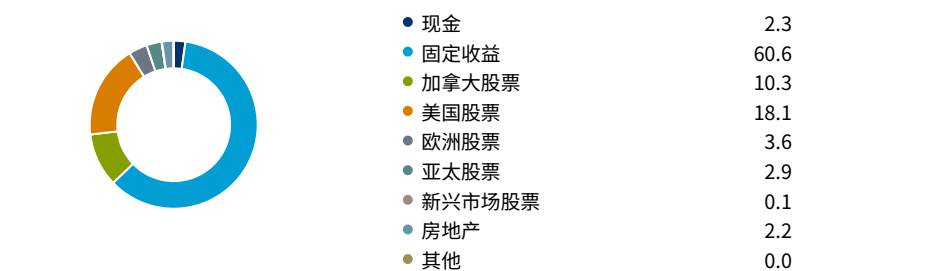 现金 2.3
固定收益 60.6
加拿大股票 10.3
美国股票 18.1
欧洲股票 3.6
亚太股票 2.9
新兴市场股票 0.1
房地产 2.2
其他 0.0